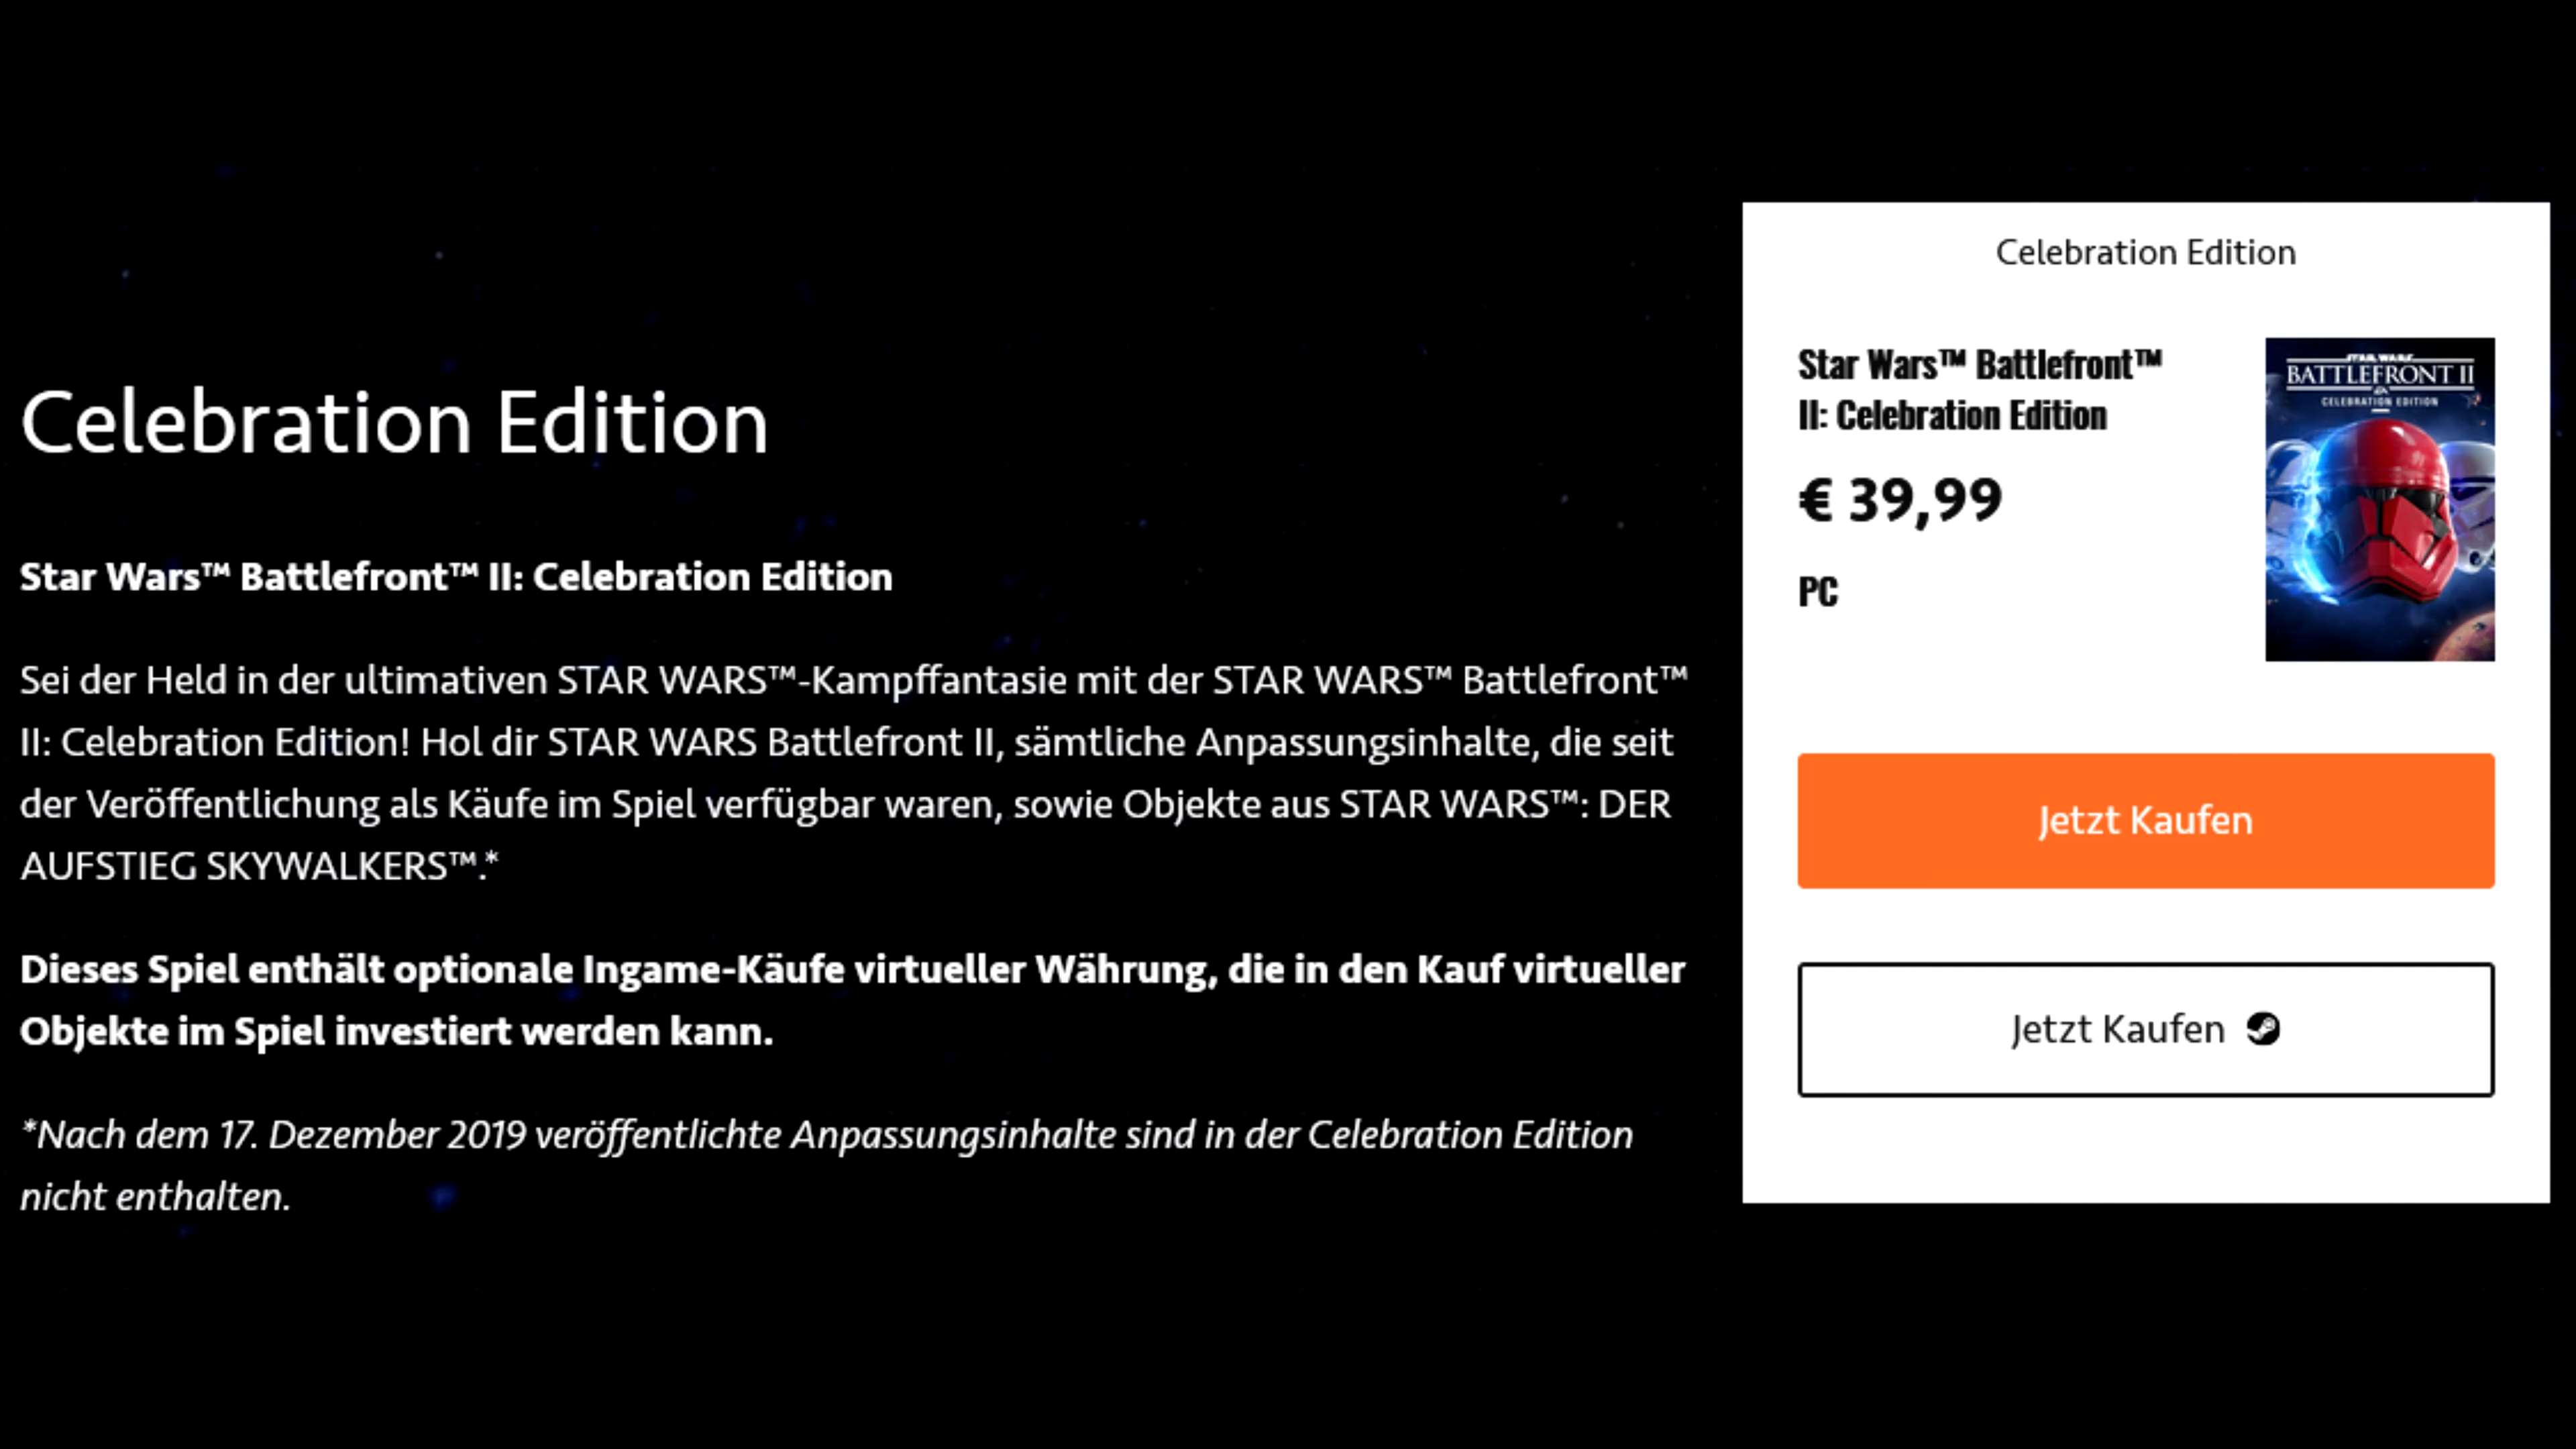 Celebration Edition
Star Wars™ Battlefront™ II: Celebration Edition
Sei der Held in der ultimativen STAR WARS™-Kampffantasie mit der STAR WARS™ Battlefront™
II: Celebration Edition! Hol dir STAR WARS Battlefront II, sämtliche Anpassungsinhalte, die seit
der Veröffentlichung als Käufe im Spiel verfügbar waren, sowie Objekte aus STAR WARS™: DER
AUFSTIEG SKYWALKERS™.*
Dieses Spiel enthält optionale Ingame-Käufe virtueller Währung, die in den Kauf virtueller
Objekte im Spiel investiert werden kann.
*Nach dem 17. Dezember 2019 veröffentlichte Anpassungsinhalte sind in der Celebration Edition
nicht enthalten.
Celebration Edition
Star Wars™ Battlefront™
II: Celebration Edition
€ 39,99
PC
STAR WARS
BATTLEFRONT II
EA
CELEBRATION EDITION
Jetzt Kaufen
Jetzt Kaufen